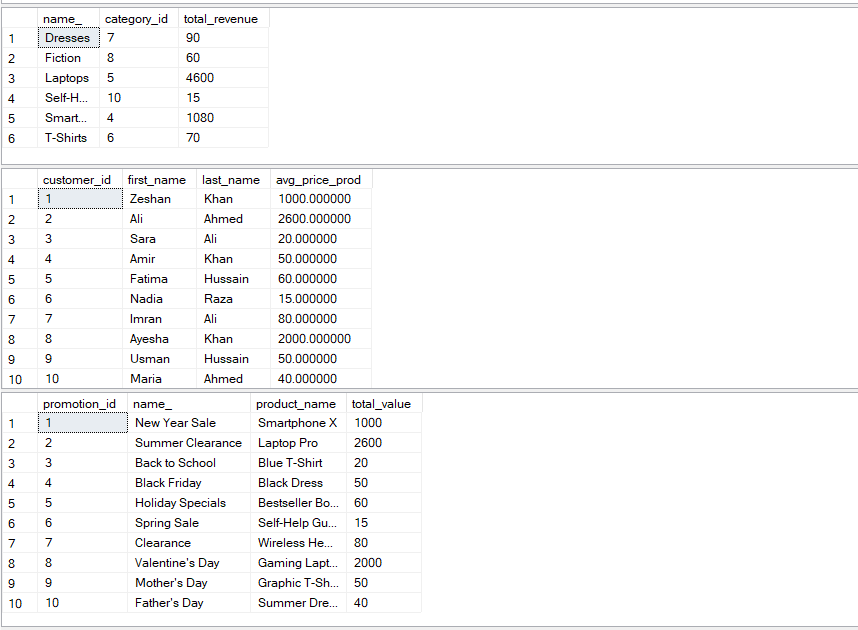 name_ category_id total_revenue
1 Dresses 7 90
2 Fiction 8 60
3 Laptops 5 4600
4 Self-H... 10 15
5 Smart... 4 1080
6 T-Shirts 6 70
customer_id first_name last_name avg_price_prod
1 1 Zeshan Khan 1000.000000
2 2 Ali Ahmed 2600.000000
3 3 Sara Ali 20.000000
4 4 Amir Khan 50.000000
5 5 Fatima Hussain 60.000000
6 6 Nadia Raza 15.000000
7 7 Imran Ali 80.000000
8 8 Ayesha Khan 2000.000000
9 9 Usman Hussain 50.000000
10 10 Maria Ahmed 40.000000
promotion_id name_ product_name total_value
1 1 New Year Sale Smartphone X 1000
2 2 Summer Clearance Laptop Pro 2600
3 3 Back to School Blue T-Shirt 20
4 4 Black Friday Black Dress 50
5 5 Holiday Specials Bestseller Bo... 60
6 6 Spring Sale Self-Help Gu... 15
7 7 Clearance Wireless He... 80
8 8 Valentine's Day Gaming Lapt... 2000
9 9 Mother's Day Graphic T-Sh... 50
10 10 Father's Day Summer Dre... 40